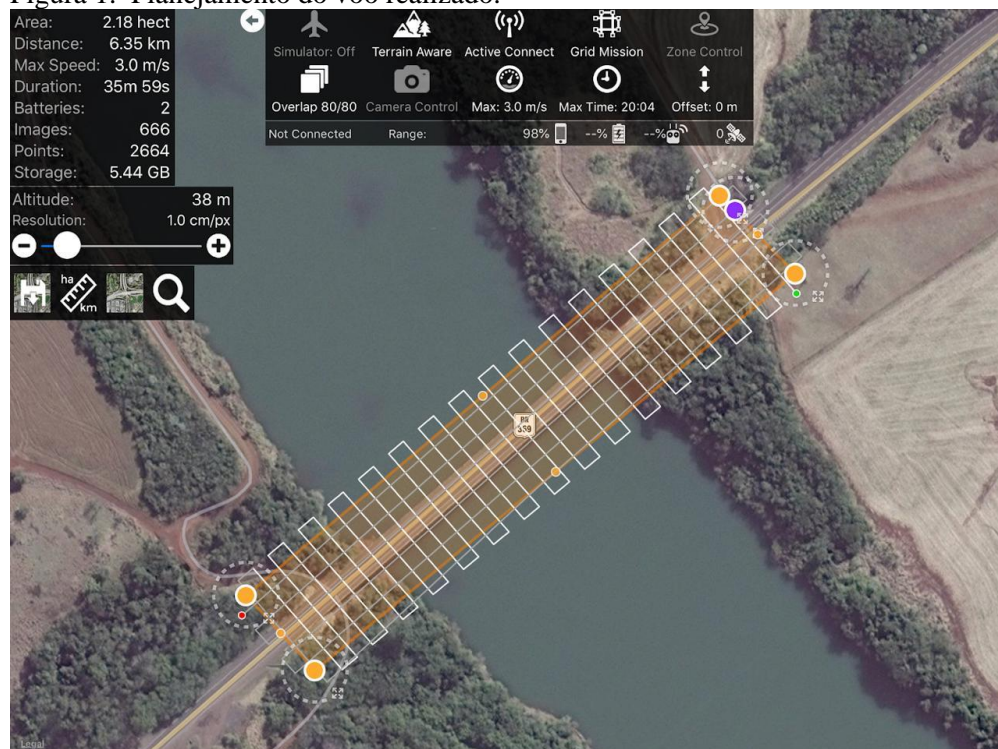 Figura 1. Planejamento do voo realizado.
Area: 2.18 hect
Distance: 6.35 km
Max Speed: 3.0 m/s
Duration: 35m 59s
Batteries: 2
Images: 666
Points: 2664
Storage: 5.44 GB
Altitude: 38 m
Resolution: 1.0 cm/px
ha
km
Simulator: Off Terrain Aware Active Connect Grid Mission Zone Control
Overlap 80/80 Camera Control Max: 3.0 m/s Max Time: 20:04 Offset: 0 m
Not Connected Range: 98% --% --% 0
359
Legal